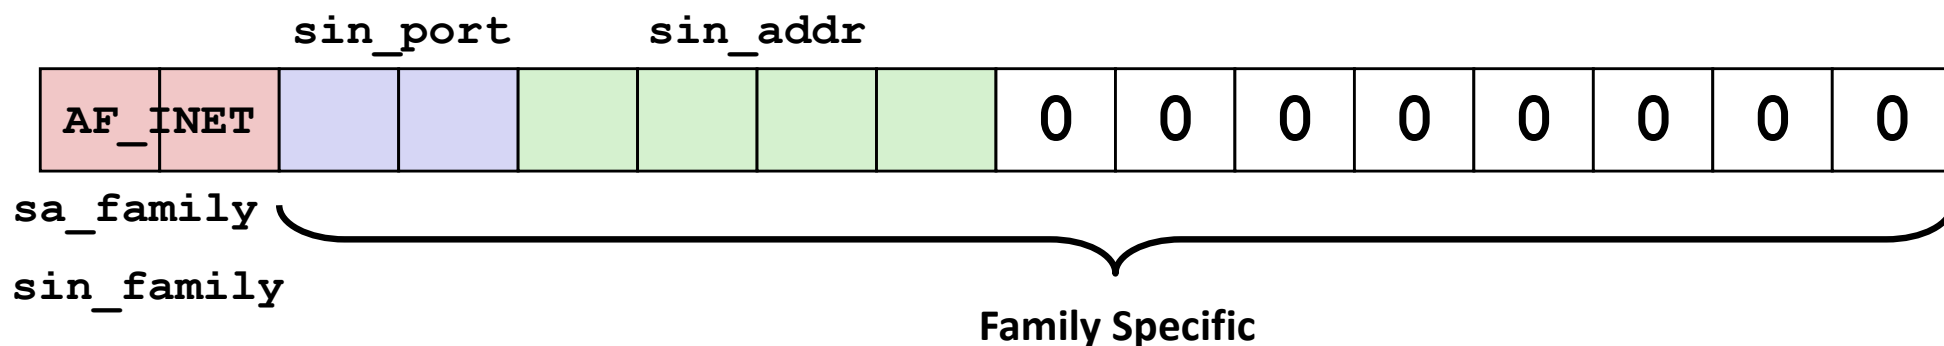 sin_port sin_addr
AF_INET 0 0 0 0 0 0 0 0
sa_family
sin_family
Family Specific